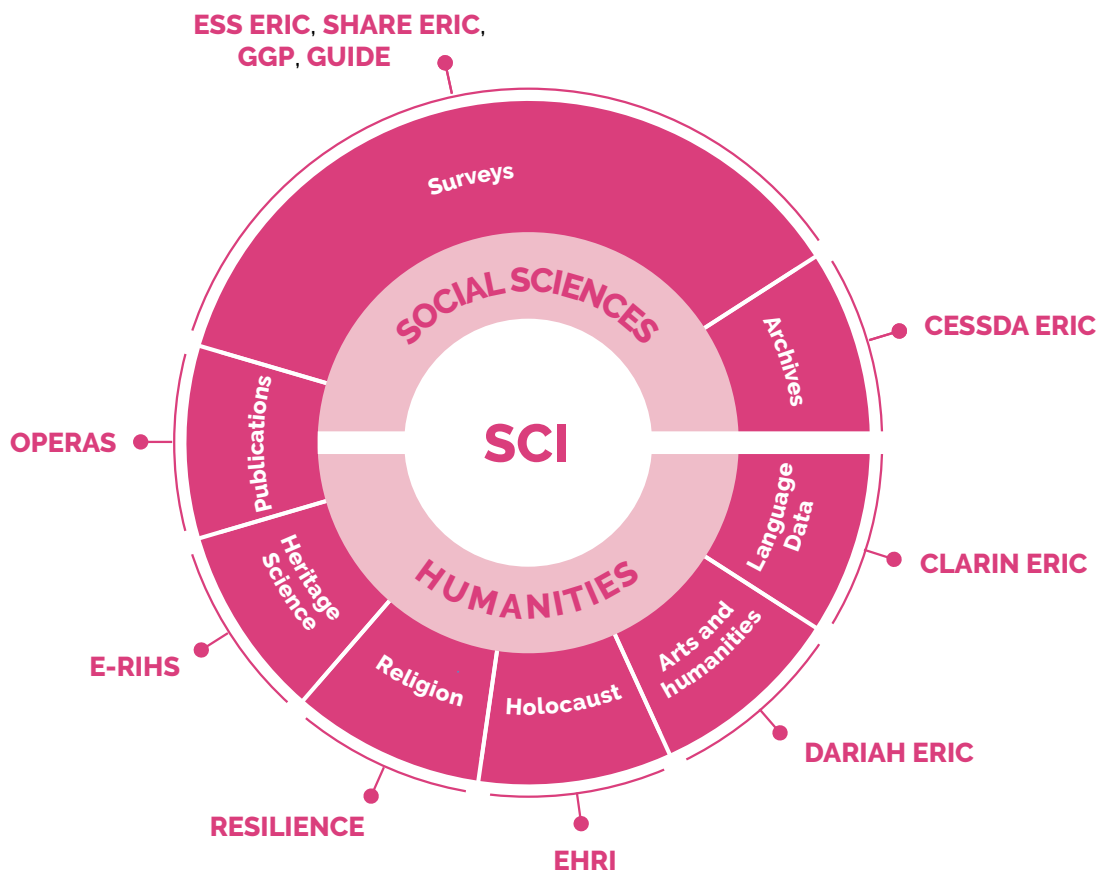 ESS ERIC, SHARE ERIC,
GGP, GUIDE
Surveys
SOCIAL SCIENCES
Archives
CESSDA ERIC
OPERAS
Publications
SCI
Language
Data
CLARIN ERIC
HUMANITIES
Heritage
Science
E-RIHS
Arts and
humanities
DARIAH ERIC
Religion
RESILIENCE
Holocaust
EHRI